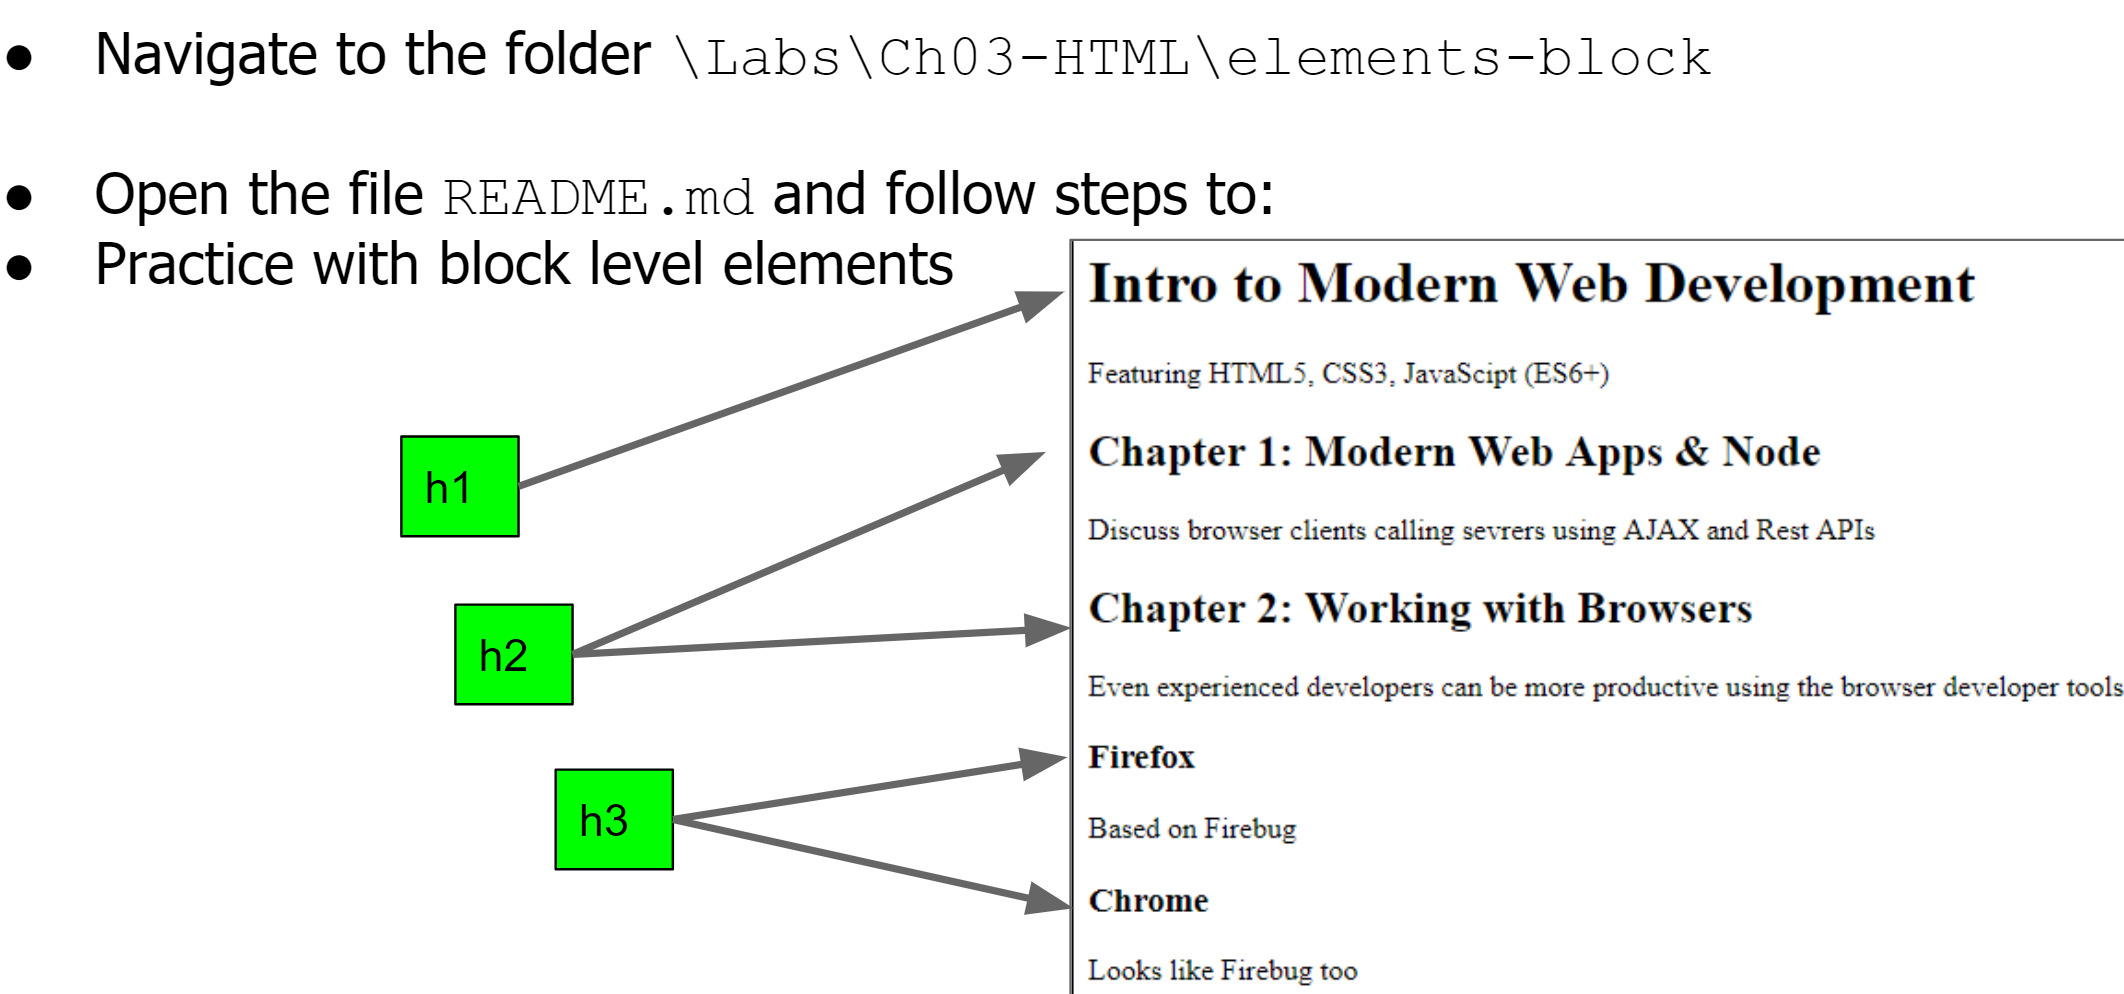 ● Navigate to the folder \Labs\Ch03-HTML\elements-block
● Open the file README.md and follow steps to:
● Practice with block level elements
h1
h2
h3
Intro to Modern Web Development
Featuring HTML5, CSS3, JavaScipt (ES6+)
Chapter 1: Modern Web Apps & Node
Discuss browser clients calling sevrers using AJAX and Rest APIs
Chapter 2: Working with Browsers
Even experienced developers can be more productive using the browser developer tools
Firefox
Based on Firebug
Chrome
Looks like Firebug too